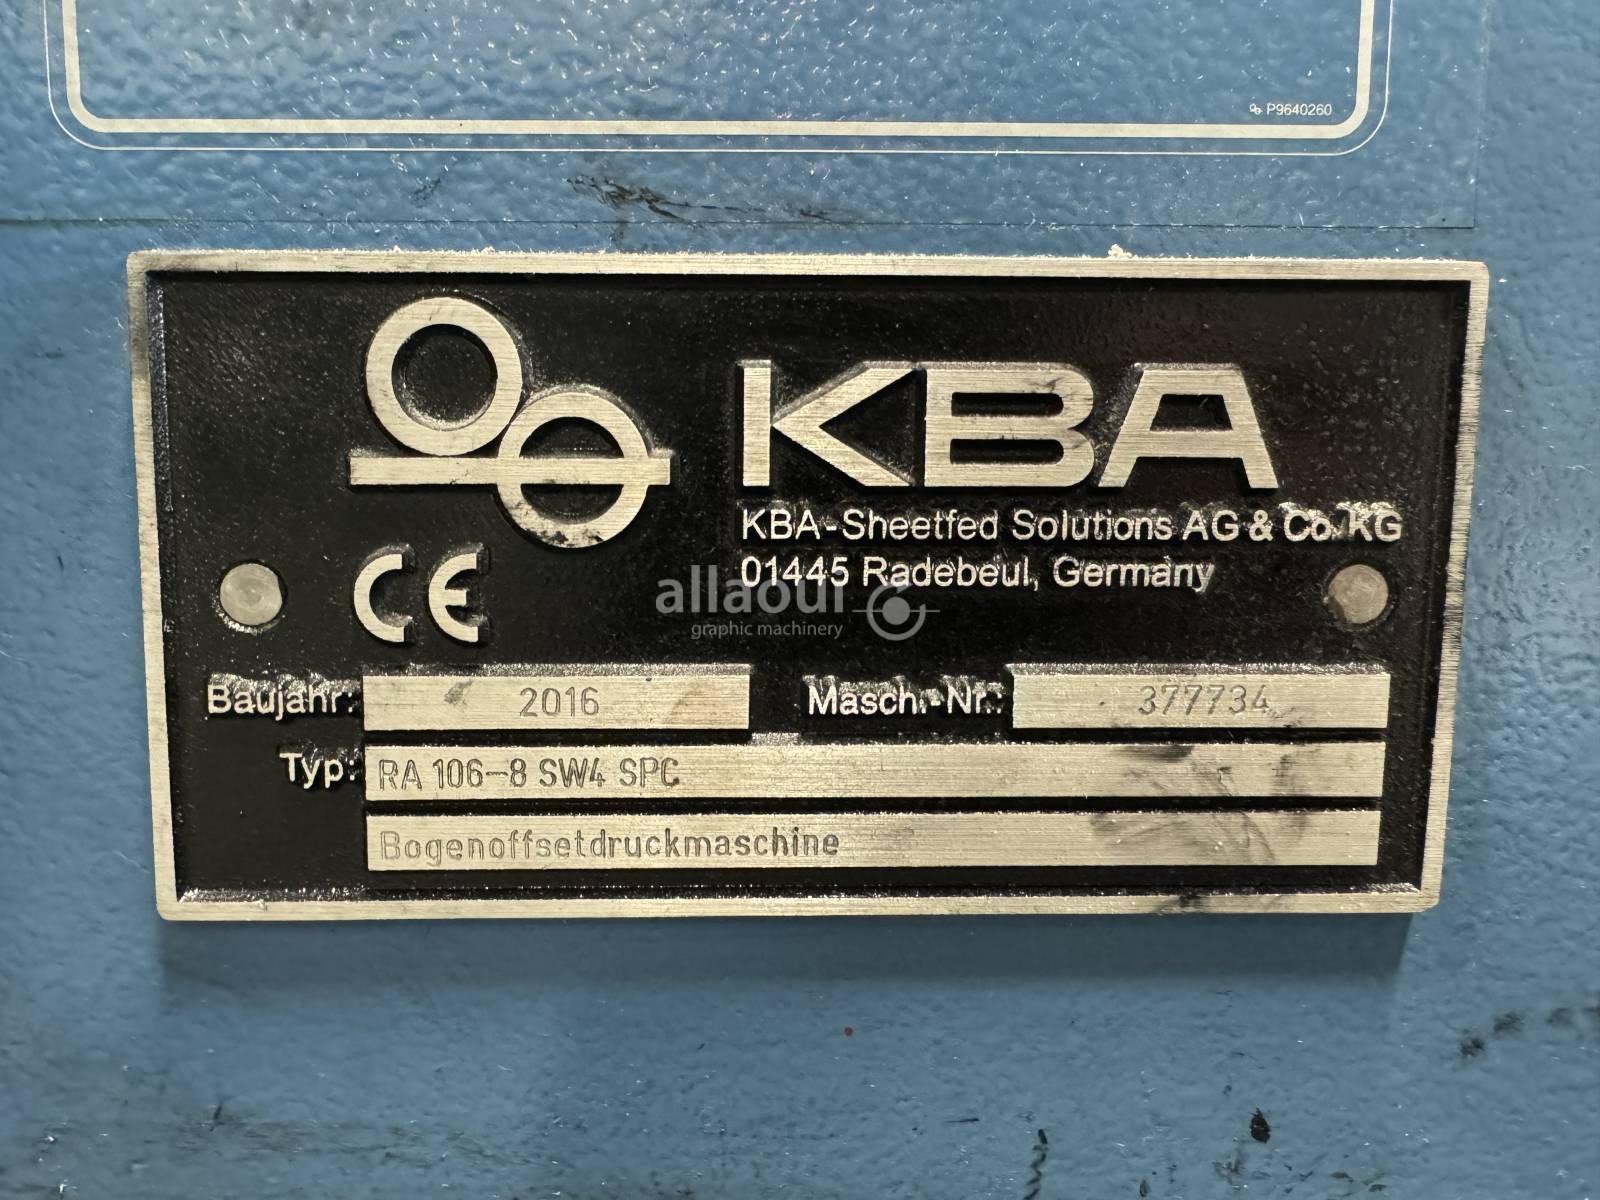 P9640260
KBA
KBA-Sheetfed Solutions AG & Co. KG
01445 Radebeul, Germany
CE
allaoui
graphic machinery
Baujahr: 2016 Masch.-Nr.: 377734
Typ: RA 106-8 SW4 SPC
Bogenoffsetdruckmaschine